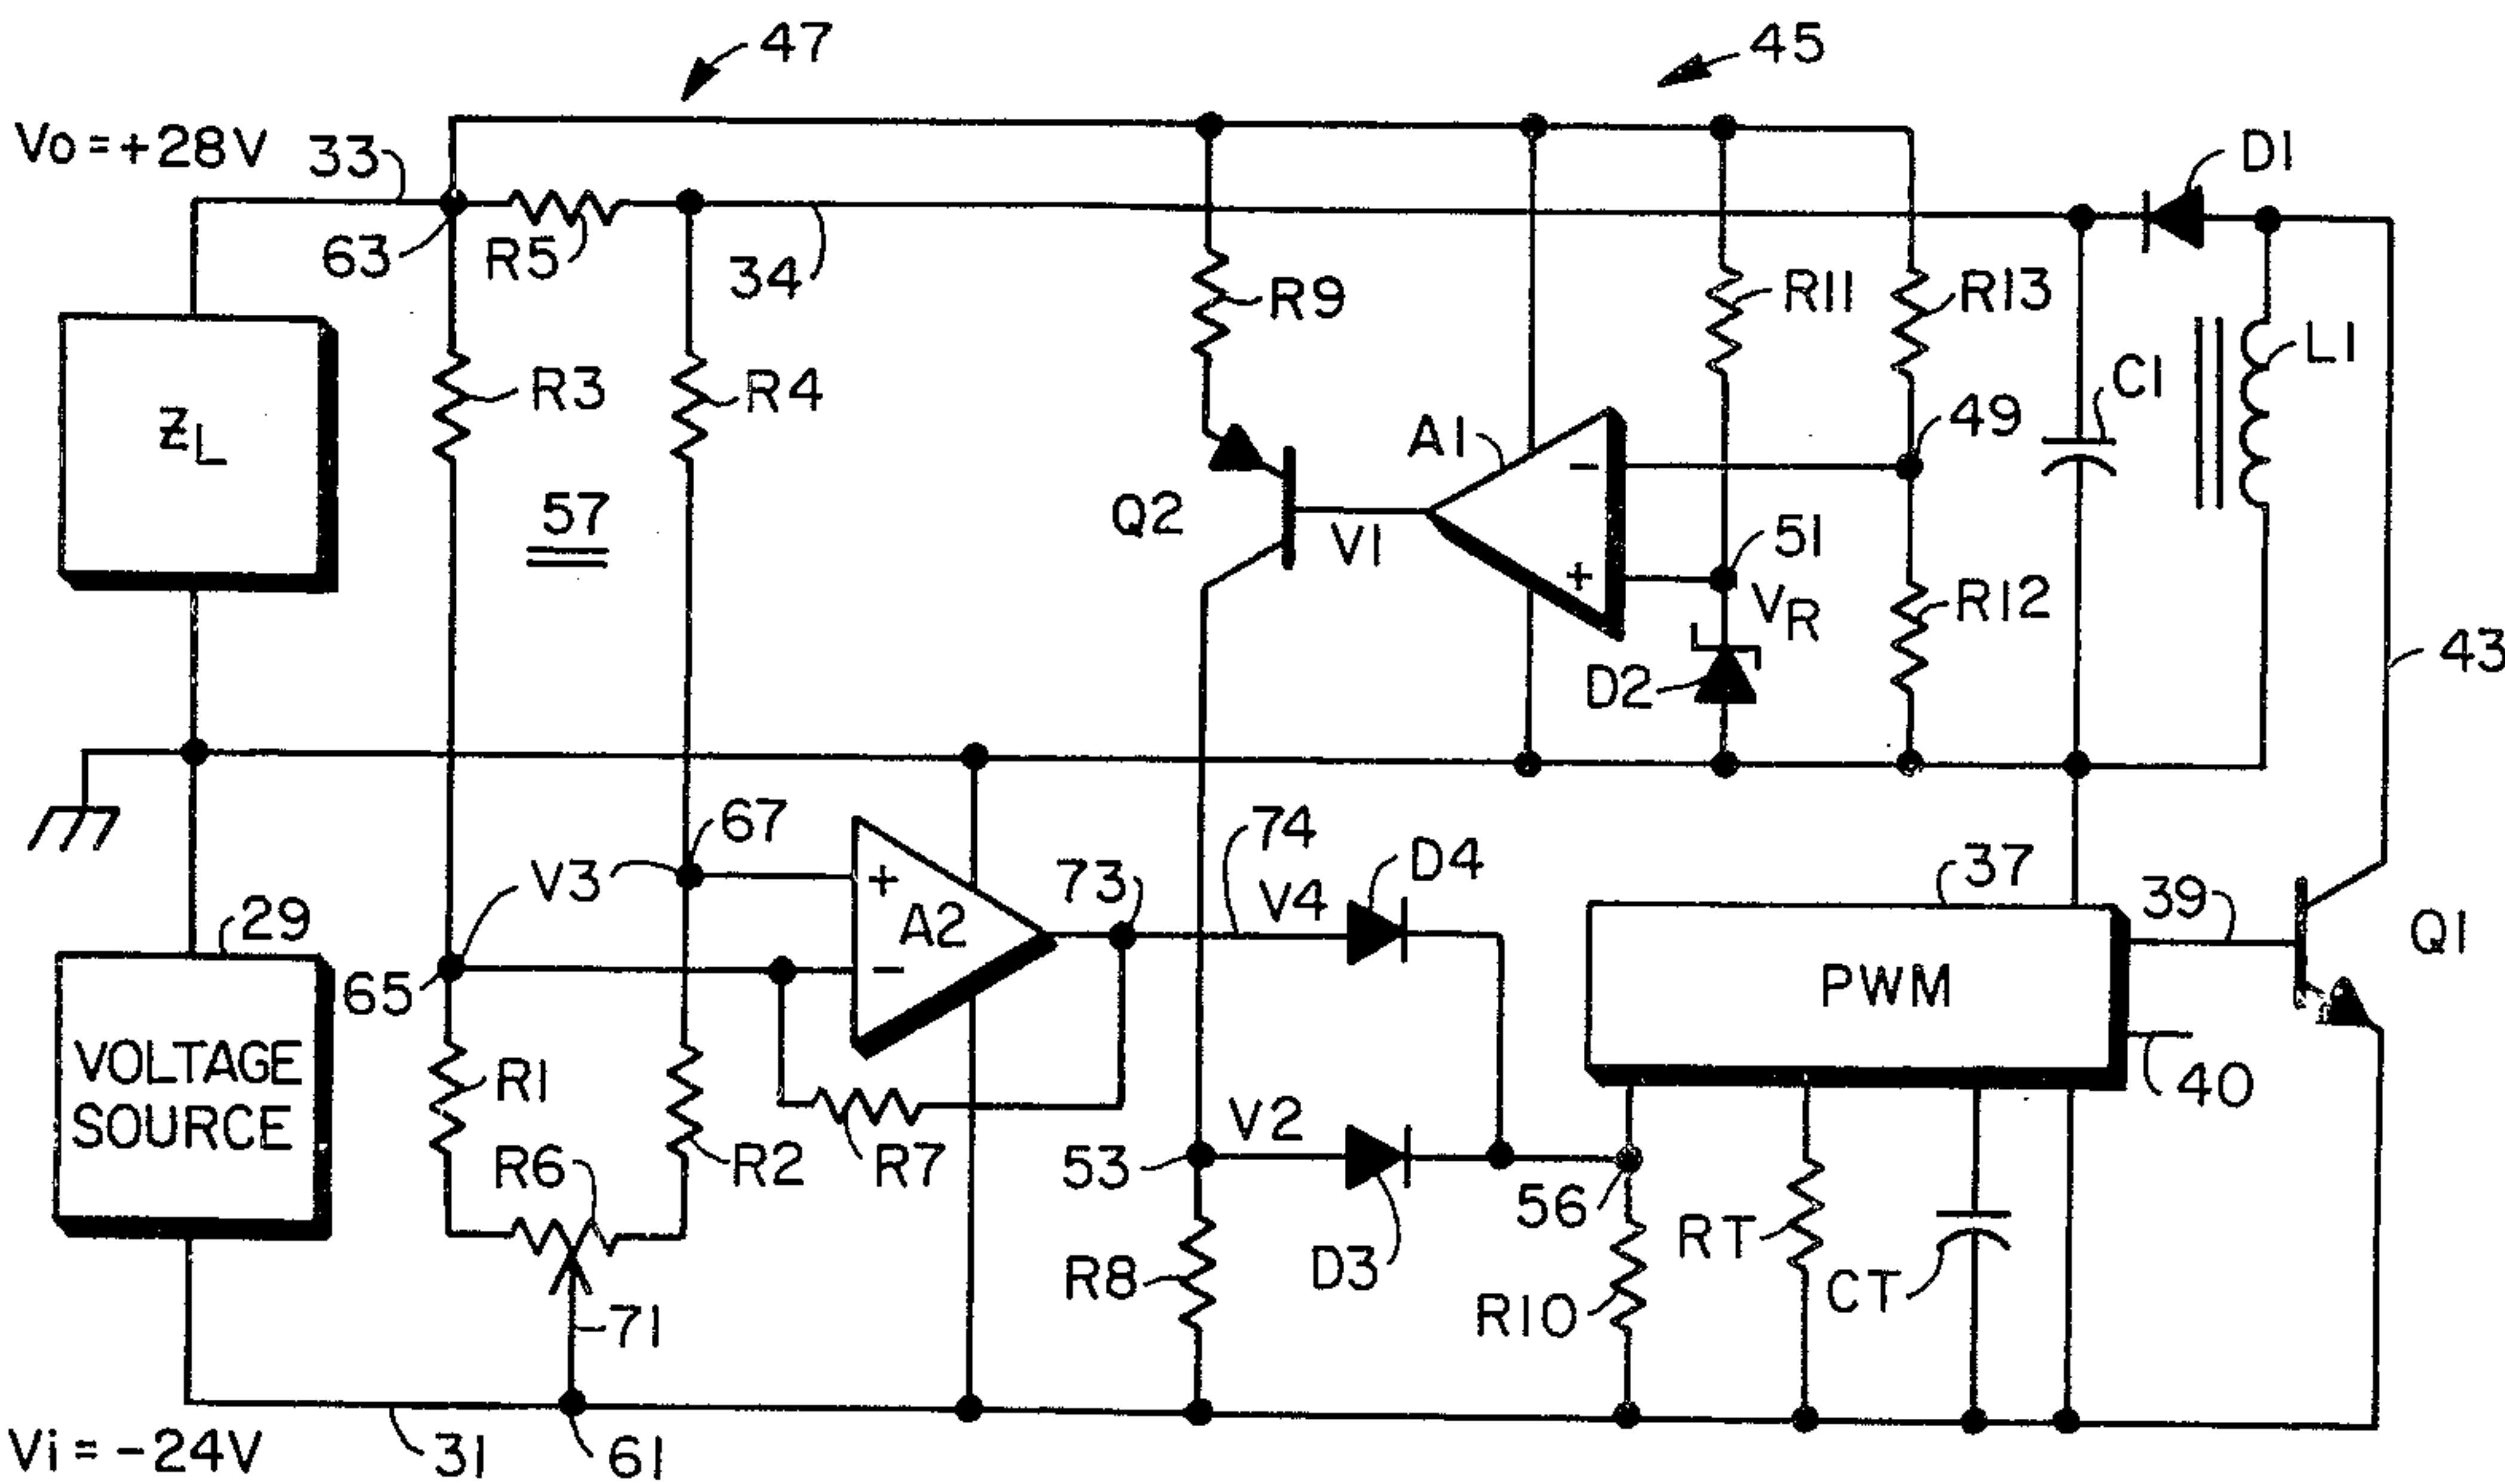 47
45
Vo=+28V
33
D1
63
R5
34
R9
R11
R13
L1
C1
R3
R4
ZL
A1
49
57
Q2
V1
51
VR
R12
D2
43
67
V3
74
D4
73
V4
37
39
Q1
29
+
A2
-
65
PWM
VOLTAGE
SOURCE
R1
40
R6
R2
R7
V2
53
56
RT
R8
D3
R10
CT
71
Vi=-24V
31
61
-
+